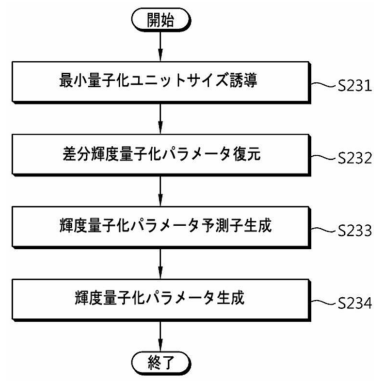 開始
最小量子化ユニットサイズ誘導
S231
差分輝度量子化パラメータ復元
S232
輝度量子化パラメータ予測子生成
S233
輝度量子化パラメータ生成
S234
終了